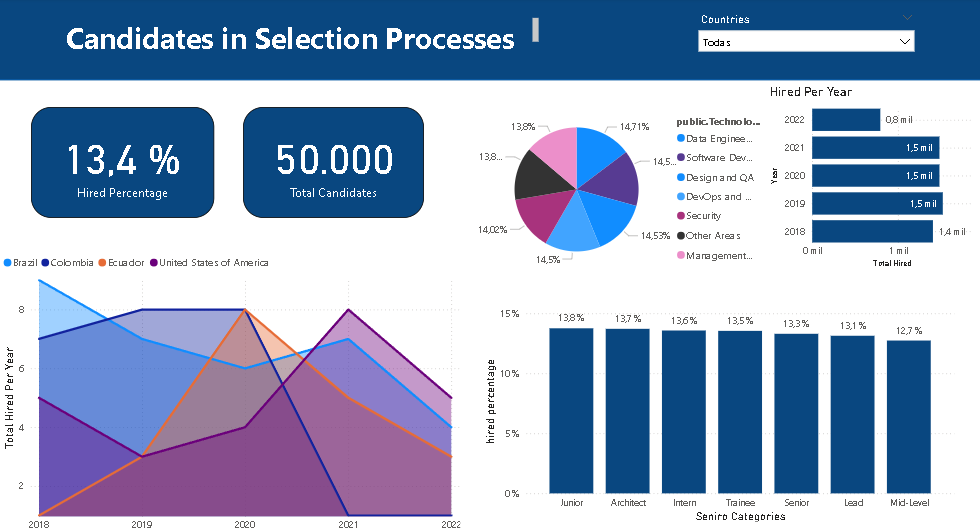 Candidates in Selection Processes
Countries
Todas
13,4 %
Hired Percentage
50.000
Total Candidates
13,8%
14,71%
13,8...
14,5...
14,02%
14,53%
14,5%
public.Technolo...
Data Enginee...
Software Dev...
Design and QA
DevOps and ...
Security
Other Areas
Management...
Hired Per Year
Year
2022
0,8 mil
2021
1,5 mil
2020
1,5 mil
2019
1,5 mil
2018
1,4 mil
0 mil
1 mil
Total Hired
Brazil
Colombia
Ecuador
United States of America
Total Hired Per Year
8
6
4
2
2018
2019
2020
2021
2022
hired percentage
15%
10%
5%
0%
13,8%
13,7%
13,6%
13,5%
13,3%
13,1%
12,7%
Junior
Architect
Intern
Trainee
Senior
Lead
Mid-Level
Seniro Categories